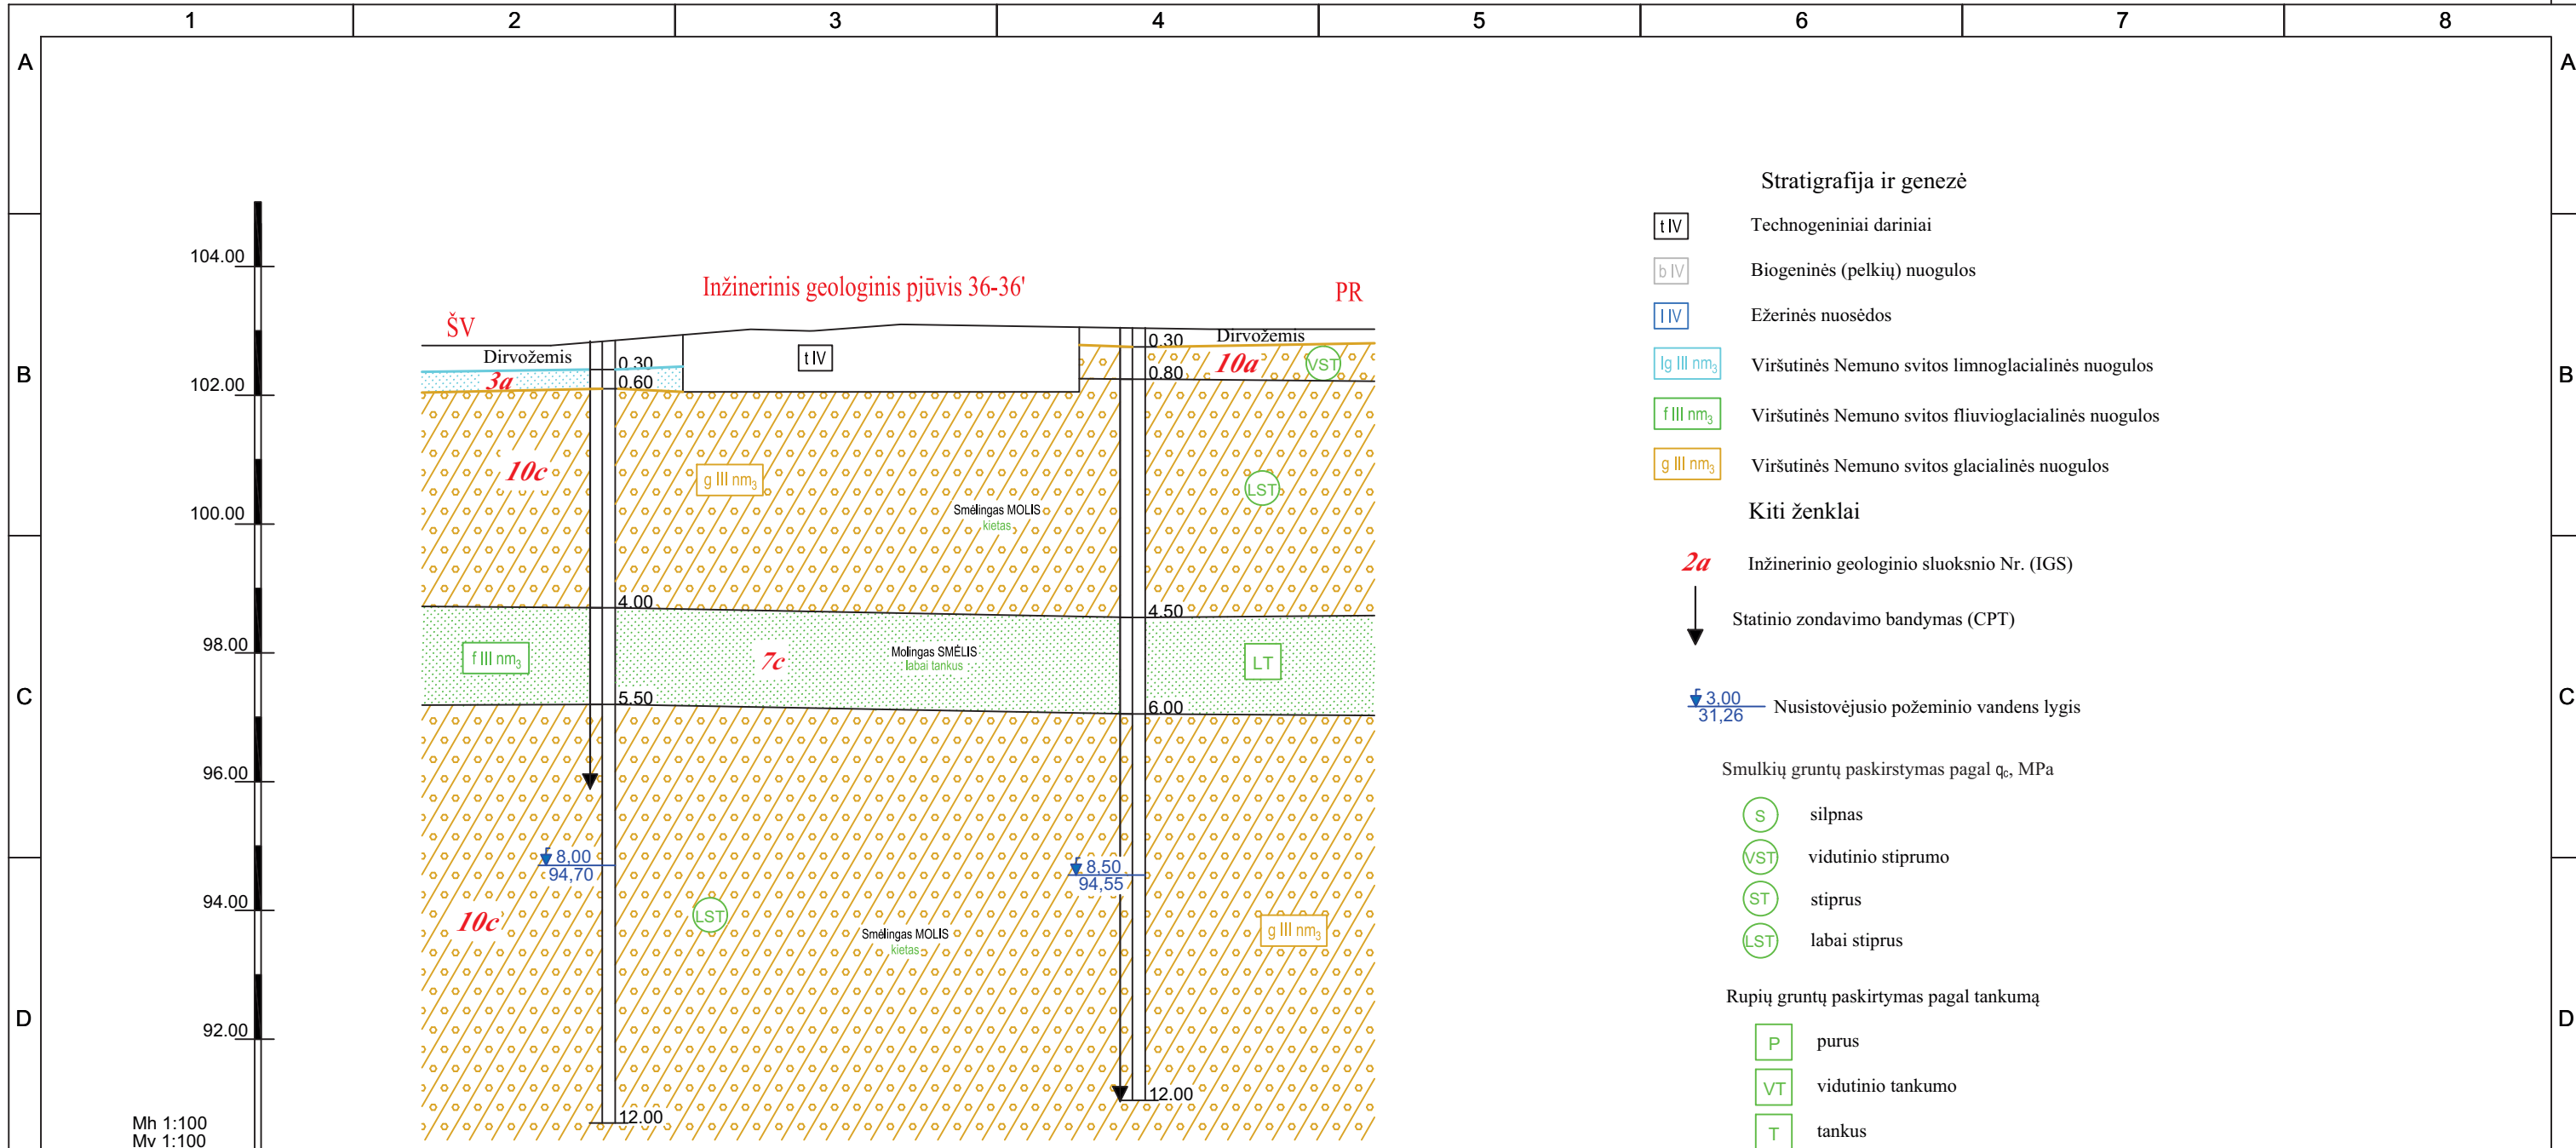 1 2 3 4 5 6 7 8
A A
B B
C C
D D
104.00
102.00
100.00
98.00
96.00
94.00
92.00
Mh 1:100
Mv 1:100
Inžinerinis geologinis pjūvis 36-36'
ŠV
PR
Dirvožemis
Dirvožemis
t IV
0.30
0.60
3a
0.30
10a
VST
0.80
10c
g III nm3
LST
Smėlingas MOLIS
kietas
4.00
4.50
f III nm3
7c
Molingas SMĖLIS
labai tankus
LT
5.50
6.00
8,00
94,70
8,50
94,55
10c
LST
Smėlingas MOLIS
kietas
g III nm3
12.00
12.00
Stratigrafija ir genezė
t IV Technogeniniai dariniai
b IV Biogeninės (pelkių) nuogulos
l IV Ežerinės nuosėdos
lg III nm3 Viršutinės Nemuno svitos limnoglacialinės nuogulos
f III nm3 Viršutinės Nemuno svitos fliuvioglacialinės nuogulos
g III nm3 Viršutinės Nemuno svitos glacialinės nuogulos
Kiti ženklai
2a Inžinerinio geologinio sluoksnio Nr. (IGS)
Statinio zondavimo bandymas (CPT)
3,00
31,26
Nusistovėjusio požeminio vandens lygis
Smulkių gruntų paskirstymas pagal qc, MPa
S silpnas
VST vidutinio stiprumo
ST stiprus
LST labai stiprus
Rupių gruntų paskirtymas pagal tankumą
P purus
VT vidutinio tankumo
T tankus